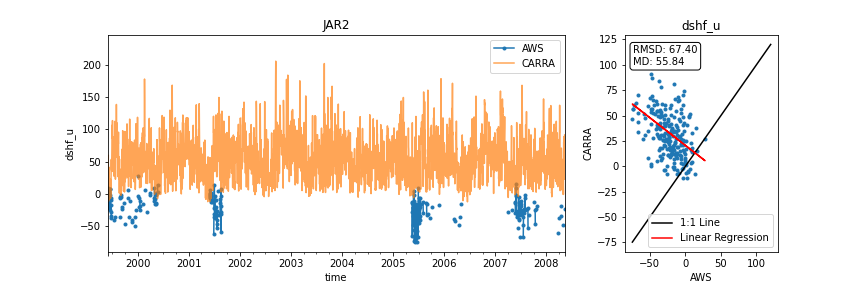 JAR2
dshf_u
200
150
100
50
0
−50
2000
2001
2002
2003
2004
2005
2006
2007
2008
time
AWS
CARRA
dshf_u
CARRA
125
100
75
50
25
0
−25
−50
−75
−50
0
50
100
AWS
RMSD: 67.40
MD: 55.84
1:1 Line
Linear Regression